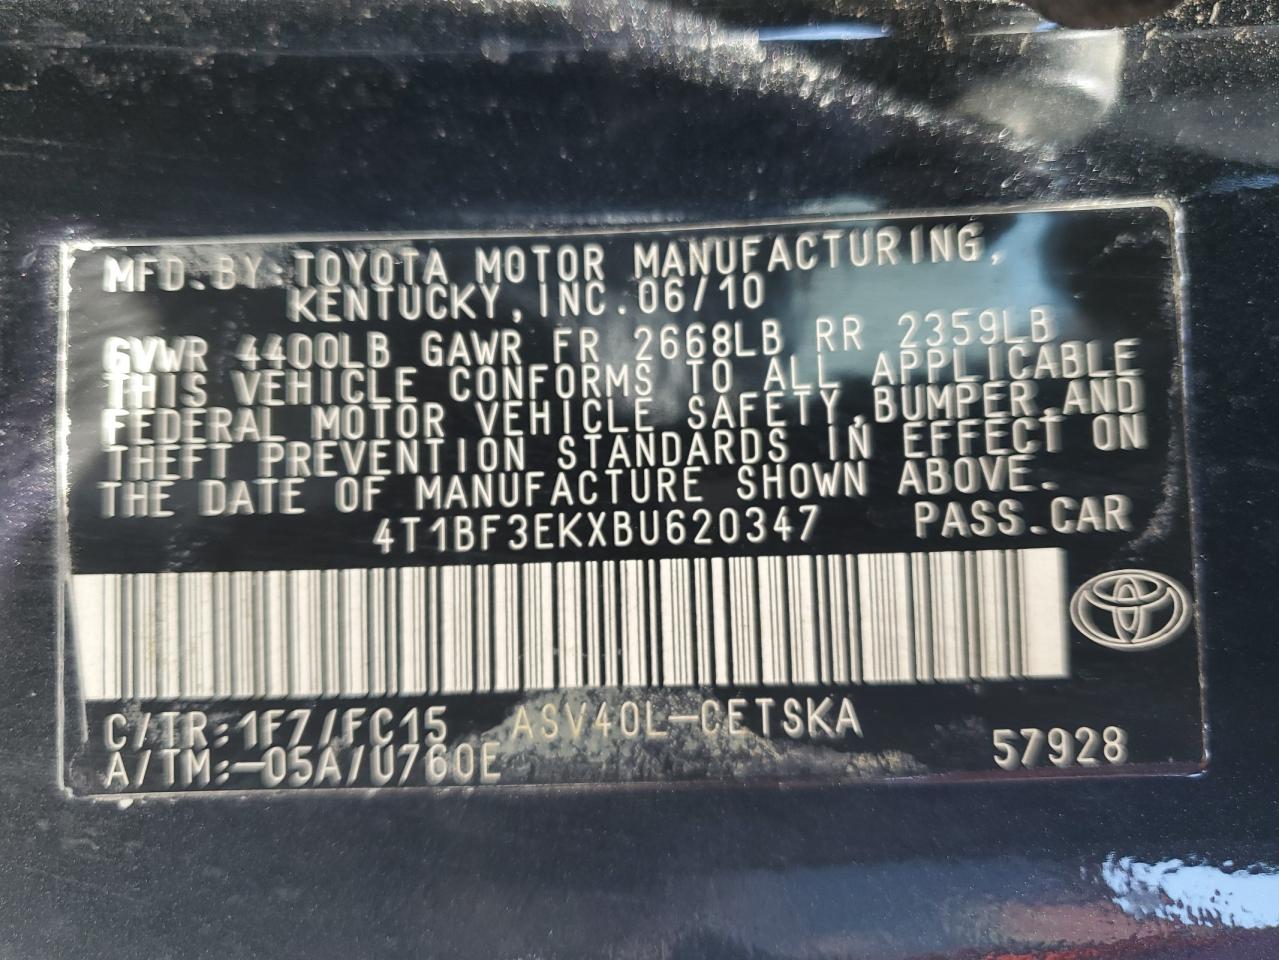 MFD.BY:TOYOTA MOTOR MANUFACTURING,
KENTUCKY,INC.06/10
GVWR 4400LB GAWR FR 2668LB RR 2359LB
THIS VEHICLE CONFORMS TO ALL APPLICABLE
FEDERAL MOTOR VEHICLE SAFETY,BUMPER,AND
THEFT PREVENTION STANDARDS IN EFFECT ON
THE DATE OF MANUFACTURE SHOWN ABOVE.
4T1BF3EKXBU620347 PASS.CAR
C/TR:1F7/FC15 ASV40L-CETSKA
A/TM:-05A/U760E 57928